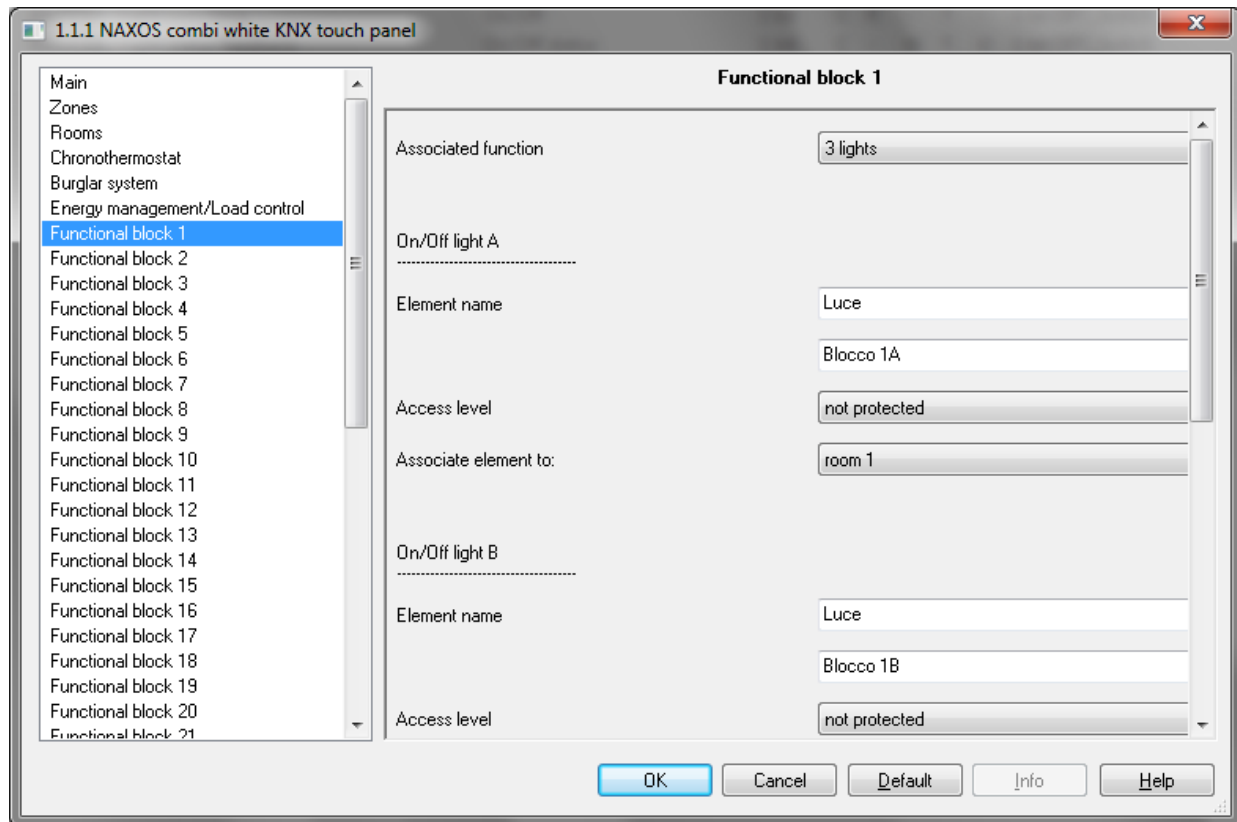 1.1.1 NAXOS combi white KNX touch panel
Main
Zones
Rooms
Chronothermostat
Burglar system
Energy management/Load control
Functional block 1
Functional block 2
Functional block 3
Functional block 4
Functional block 5
Functional block 6
Functional block 7
Functional block 8
Functional block 9
Functional block 10
Functional block 11
Functional block 12
Functional block 13
Functional block 14
Functional block 15
Functional block 16
Functional block 17
Functional block 18
Functional block 19
Functional block 20
Functional block 21
Functional block 1
Associated function 3 lights
On/Off light A
------------------------------------
Element name Luce
Blocco 1A
Access level not protected
Associate element to: room 1
On/Off light B
------------------------------------
Element name Luce
Blocco 1B
Access level not protected
OK Cancel Default Info Help